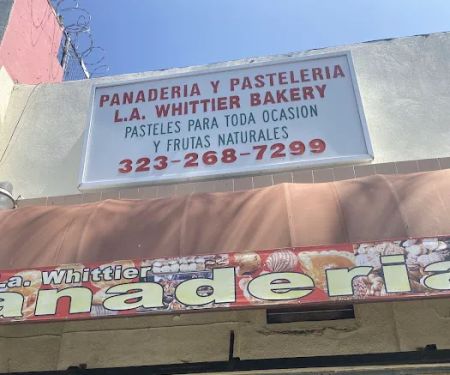 PANADERIA Y PASTELERIA
L.A. WHITTIER BAKERY
PASTELES PARA TODA OCASION
Y FRUTAS NATURALES
323-268-7299
.a. Whittier
anaderia